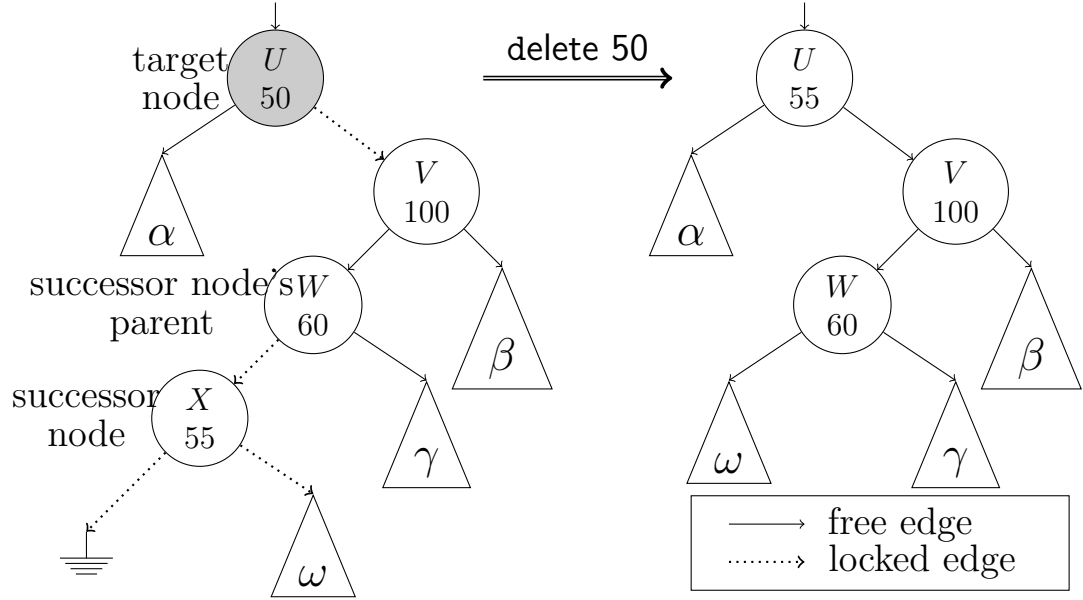 target
node
U
50
delete 50
U
55
α
V
100
α
V
100
successor node's
parent
W
60
β
W
60
β
successor
node
X
55
γ
ω
γ
ω
free edge
locked edge